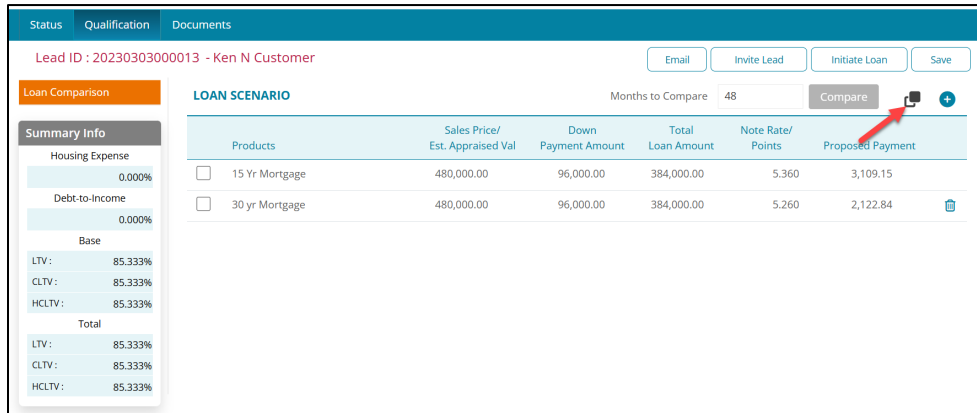 Status Qualification Documents
Lead ID : 20230303000013 - Ken N Customer
Email Invite Lead Initiate Loan Save
Loan Comparison
LOAN SCENARIO
Months to Compare 48 Compare
Summary Info
Housing Expense
0.000%
Debt-to-Income
0.000%
Base
LTV : 85.333%
CLTV : 85.333%
HCLTV : 85.333%
Total
LTV : 85.333%
CLTV : 85.333%
HCLTV : 85.333%
Products Sales Price/ Est. Appraised Val Down Payment Amount Total Loan Amount Note Rate/ Points Proposed Payment
15 Yr Mortgage 480,000.00 96,000.00 384,000.00 5.360 3,109.15
30 yr Mortgage 480,000.00 96,000.00 384,000.00 5.260 2,122.84